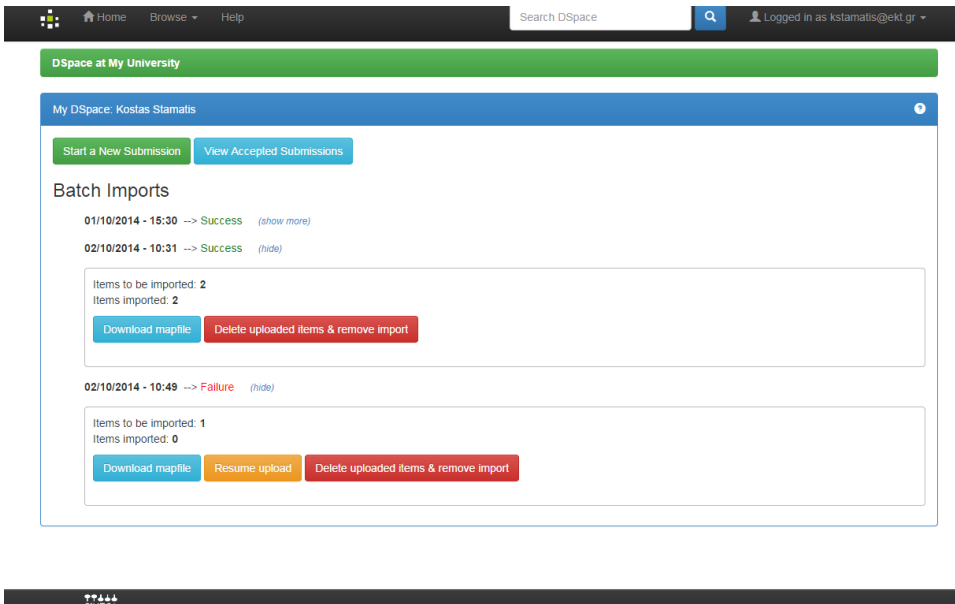 Home Browse Help Search DSpace Logged in as kstamatis@ekt.gr
DSpace at My University
My DSpace: Kostas Stamatis
Start a New Submission View Accepted Submissions
Batch Imports
01/10/2014 - 15:30 --> Success (show more)
02/10/2014 - 10:31 --> Success (hide)
Items to be imported: 2
Items imported: 2
Download mapfile Delete uploaded items & remove import
02/10/2014 - 10:49 --> Failure (hide)
Items to be imported: 1
Items imported: 0
Download mapfile Resume upload Delete uploaded items & remove import